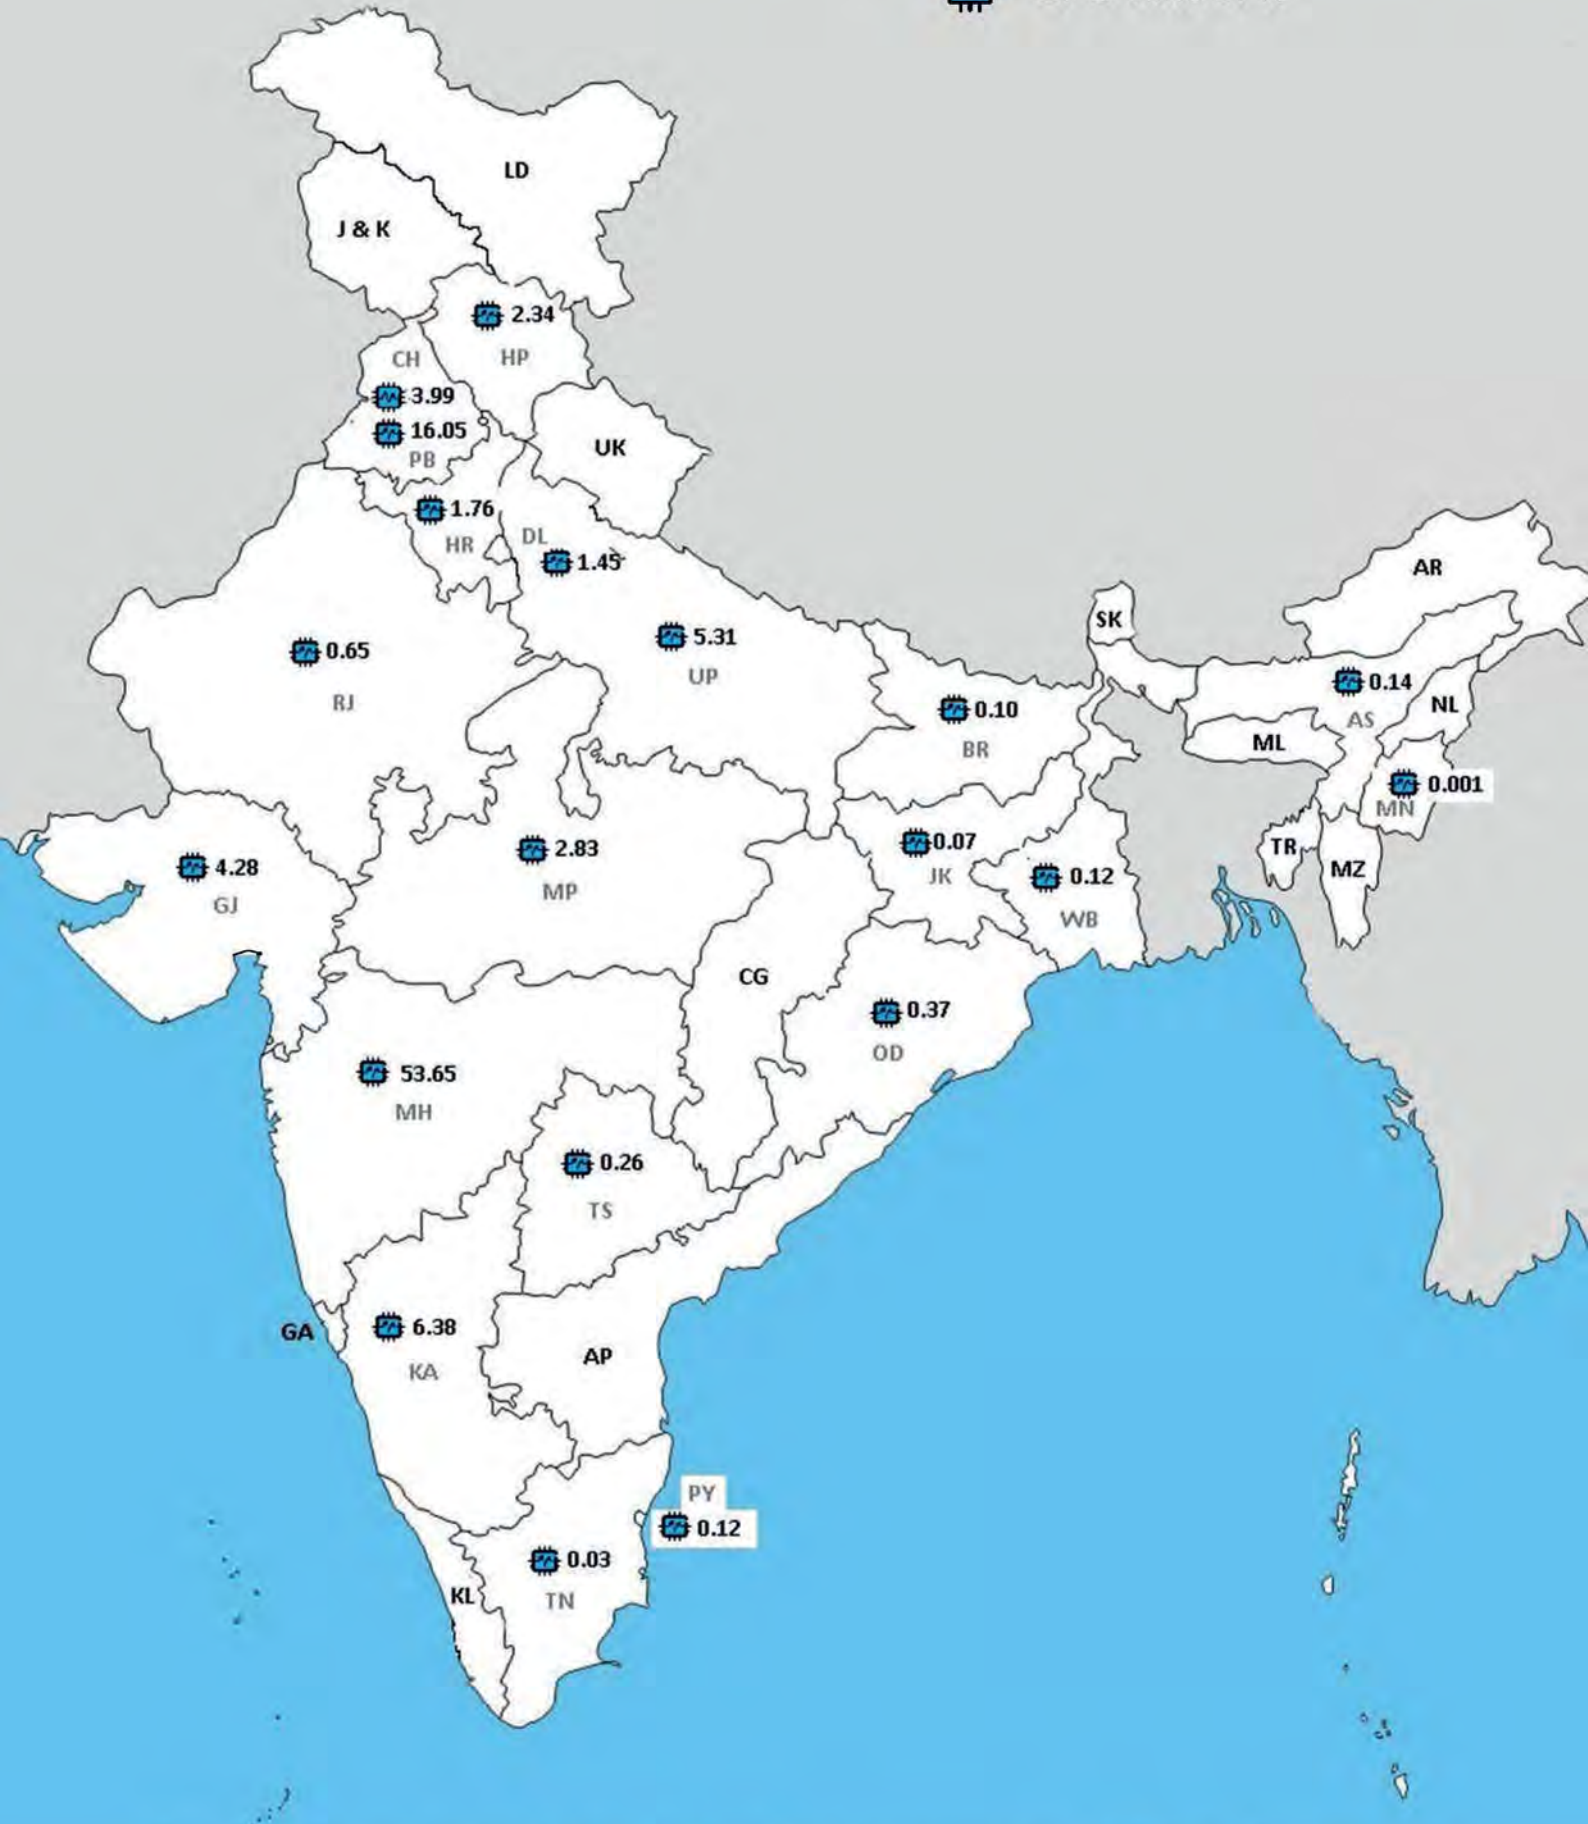 LD
J & K
2.34
HP
CH
3.99
16.05
PB
UK
1.76
HR
DL
1.45
AR
SK
5.31
UP
0.65
RJ
0.14
AS
NL
0.10
BR
ML
0.001
MN
2.83
MP
0.07
JK
TR
MZ
4.28
GJ
0.12
WB
CG
0.37
OD
53.65
MH
0.26
TS
GA
6.38
KA
AP
PY
0.12
0.03
TN
KL